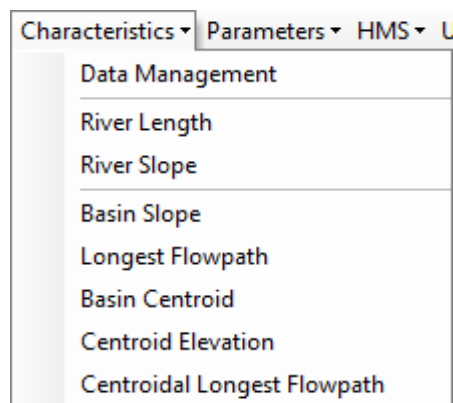 Characteristics Parameters HMS U
Data Management
River Length
River Slope
Basin Slope
Longest Flowpath
Basin Centroid
Centroid Elevation
Centroidal Longest Flowpath